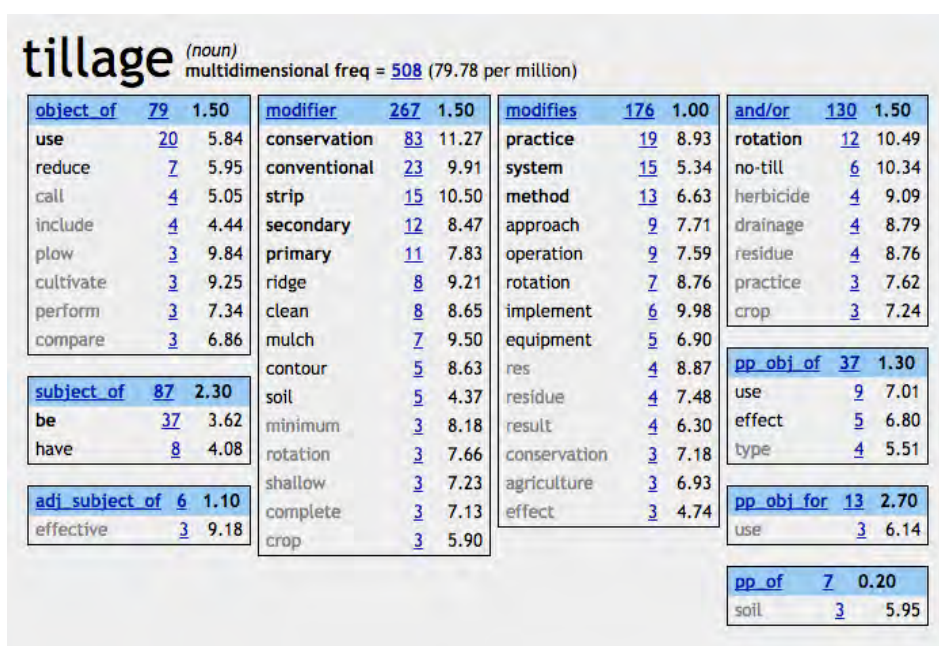 tillage (noun)
multidimensional freq = 508 (79.78 per million)
object_of 79 1.50
use 20 5.84
reduce 7 5.95
call 4 5.05
include 4 4.44
plow 3 9.84
cultivate 3 9.25
perform 3 7.34
compare 3 6.86
subject_of 87 2.30
be 37 3.62
have 8 4.08
adj_subject_of 6 1.10
effective 3 9.18
modifier 267 1.50
conservation 83 11.27
conventional 23 9.91
strip 15 10.50
secondary 12 8.47
primary 11 7.83
ridge 8 9.21
clean 8 8.65
mulch 7 9.50
contour 5 8.63
soil 5 4.37
minimum 3 8.18
rotation 3 7.66
shallow 3 7.23
complete 3 7.13
crop 3 5.90
modifies 176 1.00
practice 19 8.93
system 15 5.34
method 13 6.63
approach 9 7.71
operation 9 7.59
rotation 7 8.76
implement 6 9.98
equipment 5 6.90
res 4 8.87
residue 4 7.48
result 4 6.30
conservation 3 7.18
agriculture 3 6.93
effect 3 4.74
and/or 130 1.50
rotation 12 10.49
no-till 6 10.34
herbicide 4 9.09
drainage 4 8.79
residue 4 8.76
practice 3 7.62
crop 3 7.24
pp_obj_of 37 1.30
use 9 7.01
effect 5 6.80
type 4 5.51
pp_obj_for 13 2.70
use 3 6.14
pp_of 7 0.20
soil 3 5.95